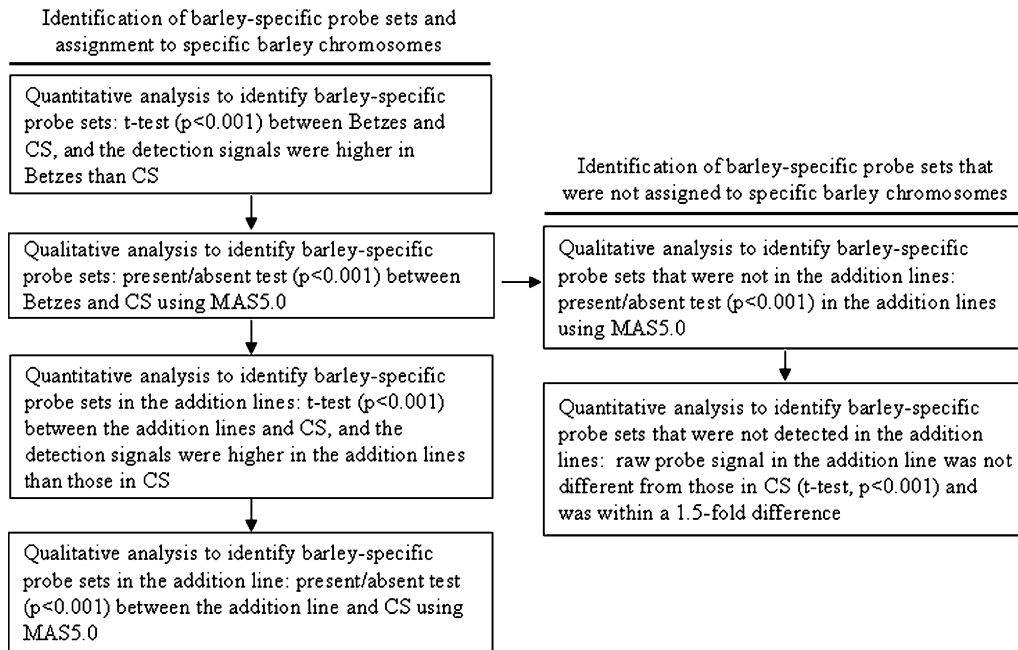 Identification of barley-specific probe sets and
assignment to specific barley chromosomes
Quantitative analysis to identify barley-specific
probe sets: t-test (p<0.001) between Betzes and
CS, and the detection signals were higher in
Betzes than CS
Qualitative analysis to identify barley-specific
probe sets: present/absent test (p<0.001) between
Betzes and CS using MAS5.0
Quantitative analysis to identify barley-specific
probe sets in the addition lines: t-test (p<0.001)
between the addition lines and CS, and the
detection signals were higher in the addition lines
than those in CS
Qualitative analysis to identify barley-specific
probe sets in the addition line: present/absent test
(p<0.001) between the addition line and CS using
MAS5.0
Identification of barley-specific probe sets that
were not assigned to specific barley chromosomes
Qualitative analysis to identify barley-specific
probe sets that were not in the addition lines:
present/absent test (p<0.001) in the addition lines
using MAS5.0
Quantitative analysis to identify barley-specific
probe sets that were not detected in the addition
lines: raw probe signal in the addition line was not
different from those in CS (t-test, p<0.001) and
was within a 1.5-fold difference